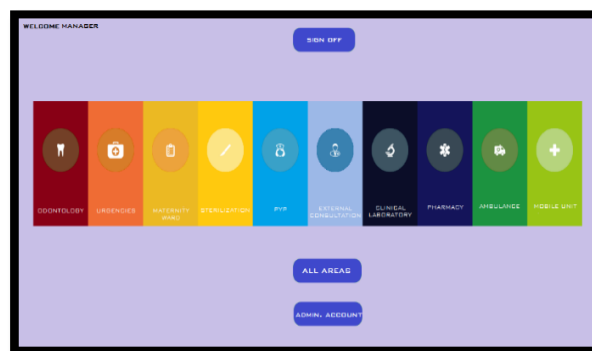 WELCOME MANAGER
SIGN OFF
ODONTOLOGY
URGENCIES
MATERNITY
WARD
STERILIZATION
PYP
EXTERNAL
CONSULTATION
CLINICAL
LABORATORY
PHARMACY
AMBULANCE
MOBILE UNIT
ALL AREAS
ADMIN. ACCOUNT